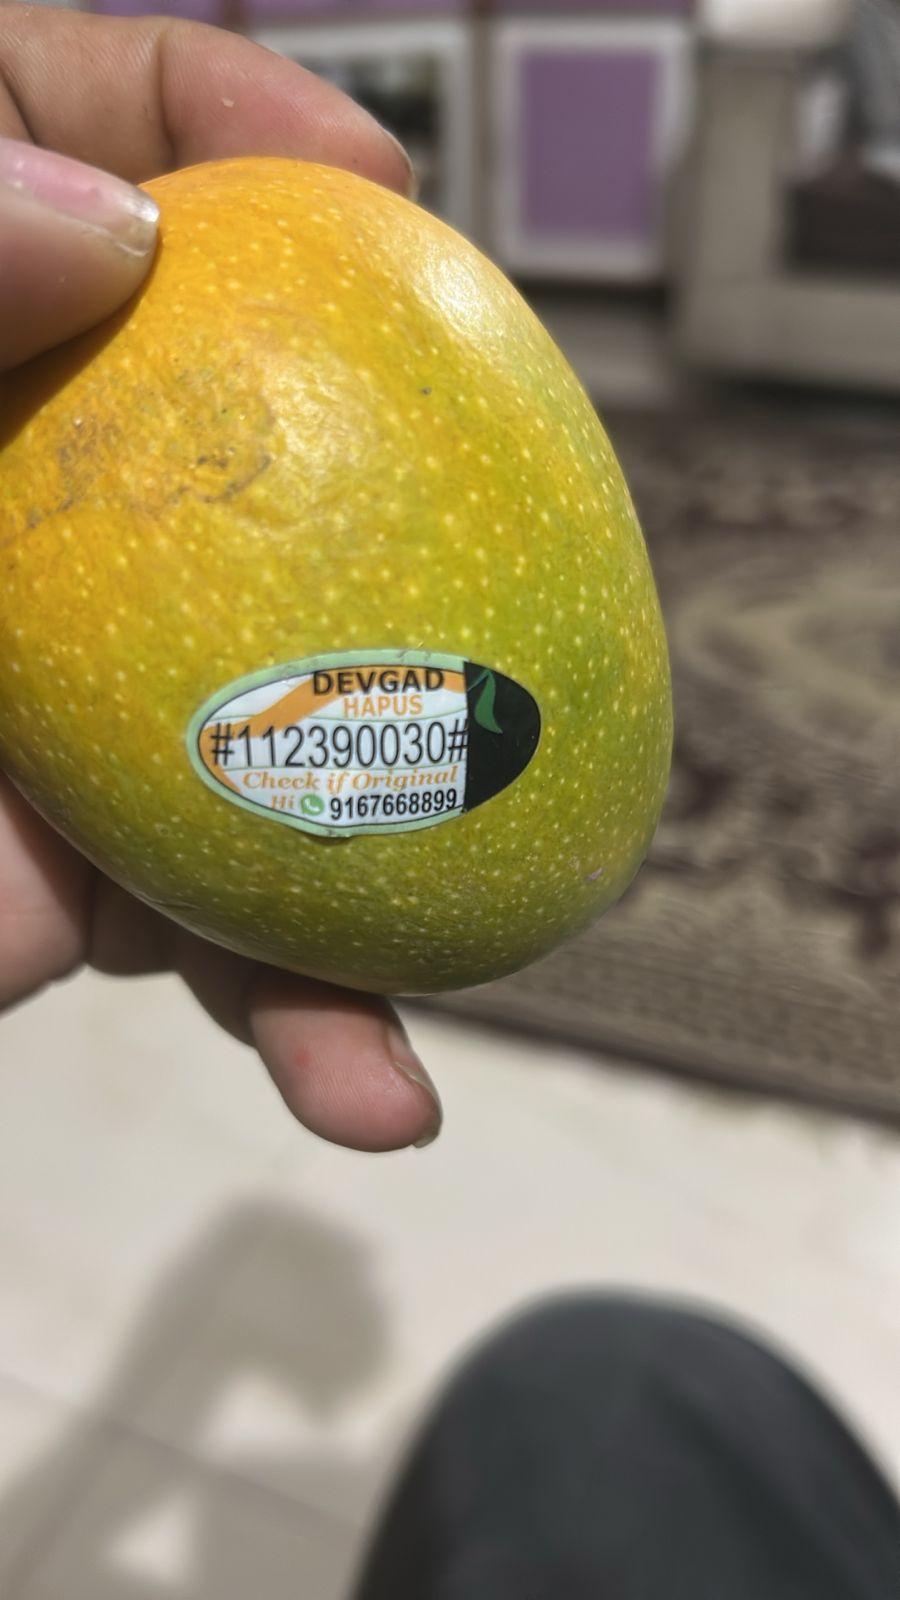 DEVGAD
HAPUS
#112390030#
Check if Original
Hi 9167668899